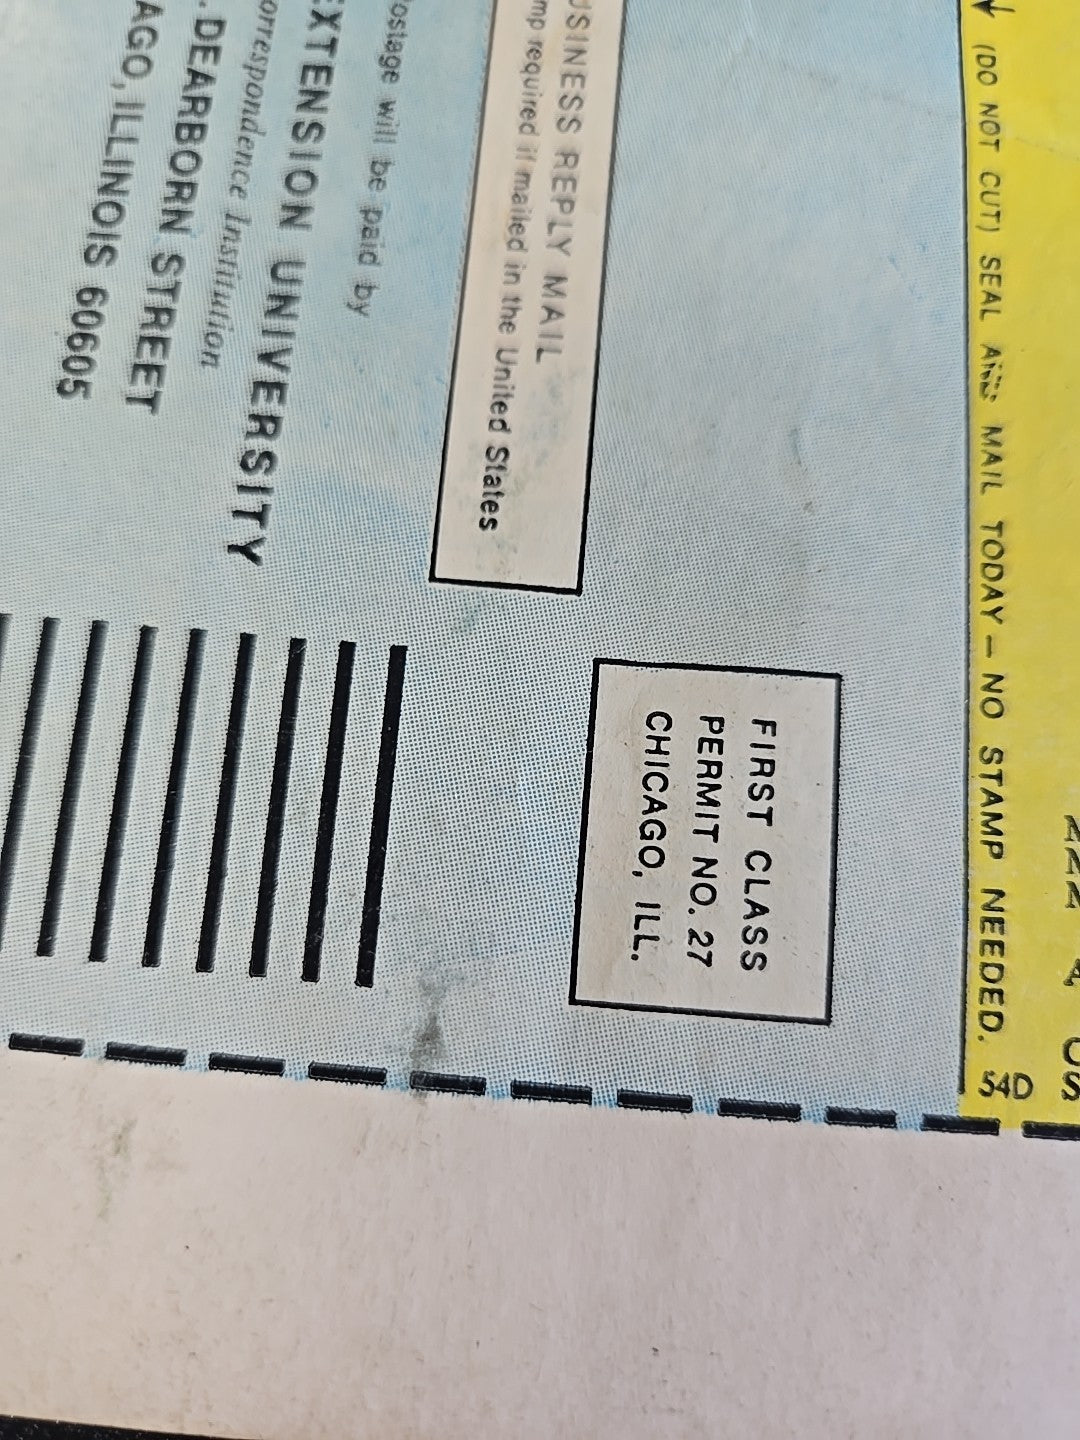 (DO NOT CUT) SEAL AND MAIL TODAY — NO STAMP NEEDED.
54D
FIRST CLASS
PERMIT NO. 27
CHICAGO, ILL.
USINESS REPLY MAIL
mp required if mailed in the United States
ostage will be paid by
EXTENSION UNIVERSITY
orrespondence Institution
. DEARBORN STREET
AGO, ILLINOIS 60605